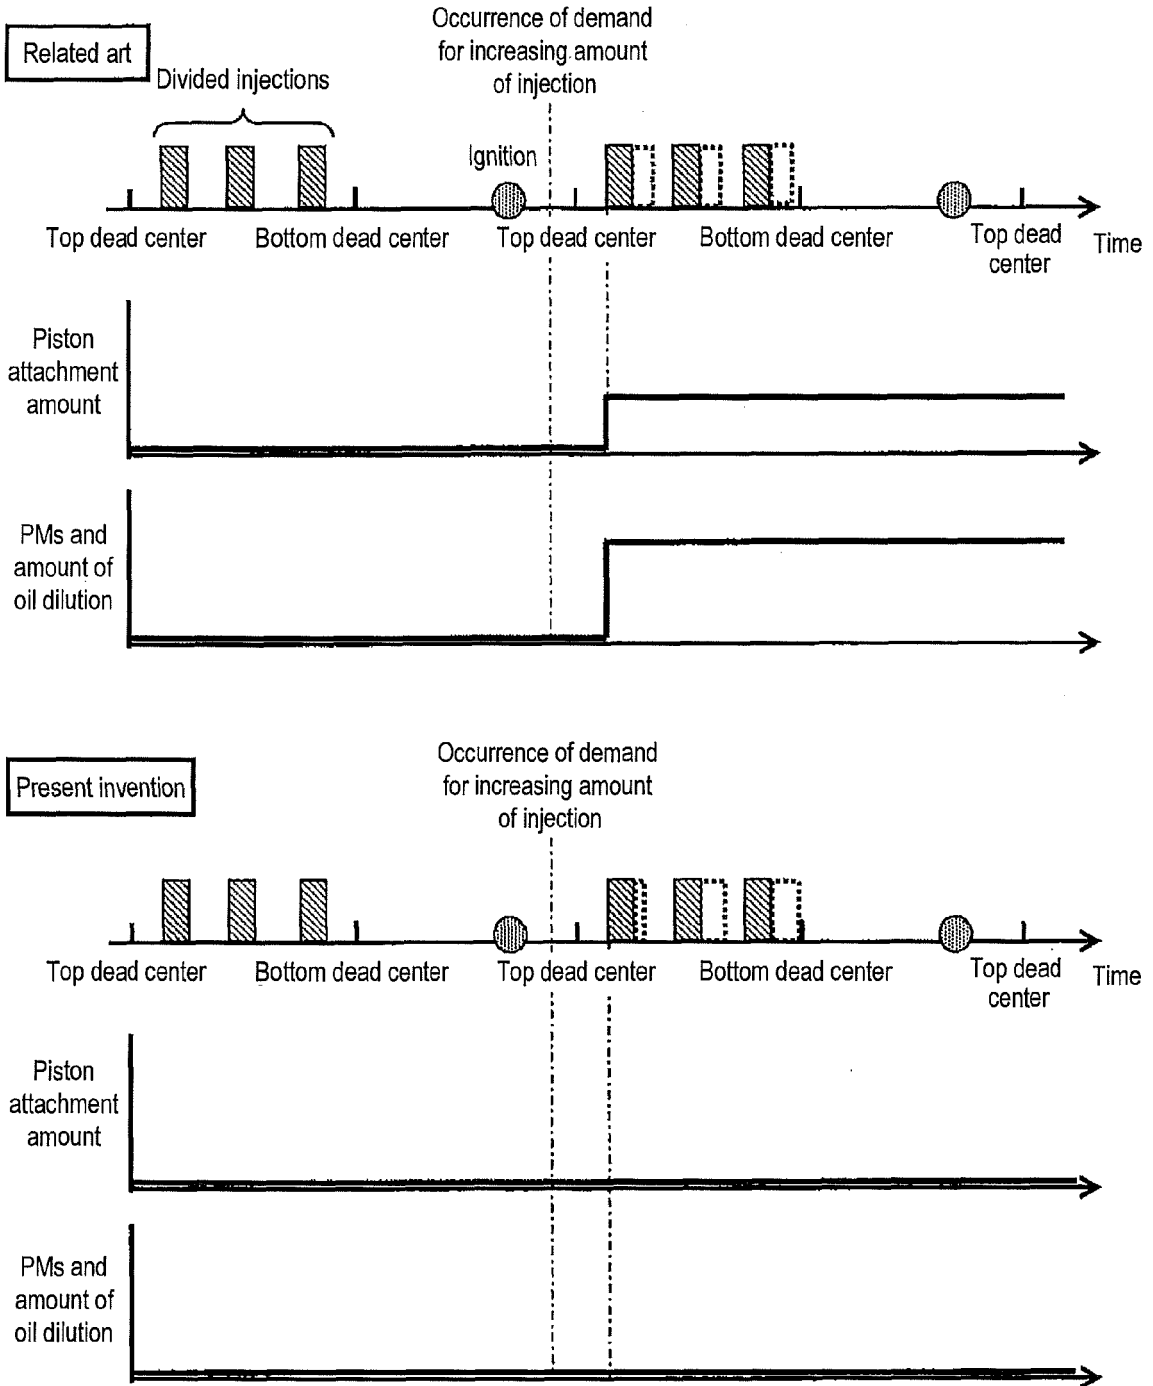 Related art
Occurrence of demand
for increasing amount
of injection
Divided injections
Ignition
Top dead center
Bottom dead center
Top dead center
Bottom dead center
Top dead
center
Time
Piston
attachment
amount
PMs and
amount of
oil dilution
Present invention
Occurrence of demand
for increasing amount
of injection
Top dead center
Bottom dead center
Top dead center
Bottom dead center
Top dead
center
Time
Piston
attachment
amount
PMs and
amount of
oil dilution